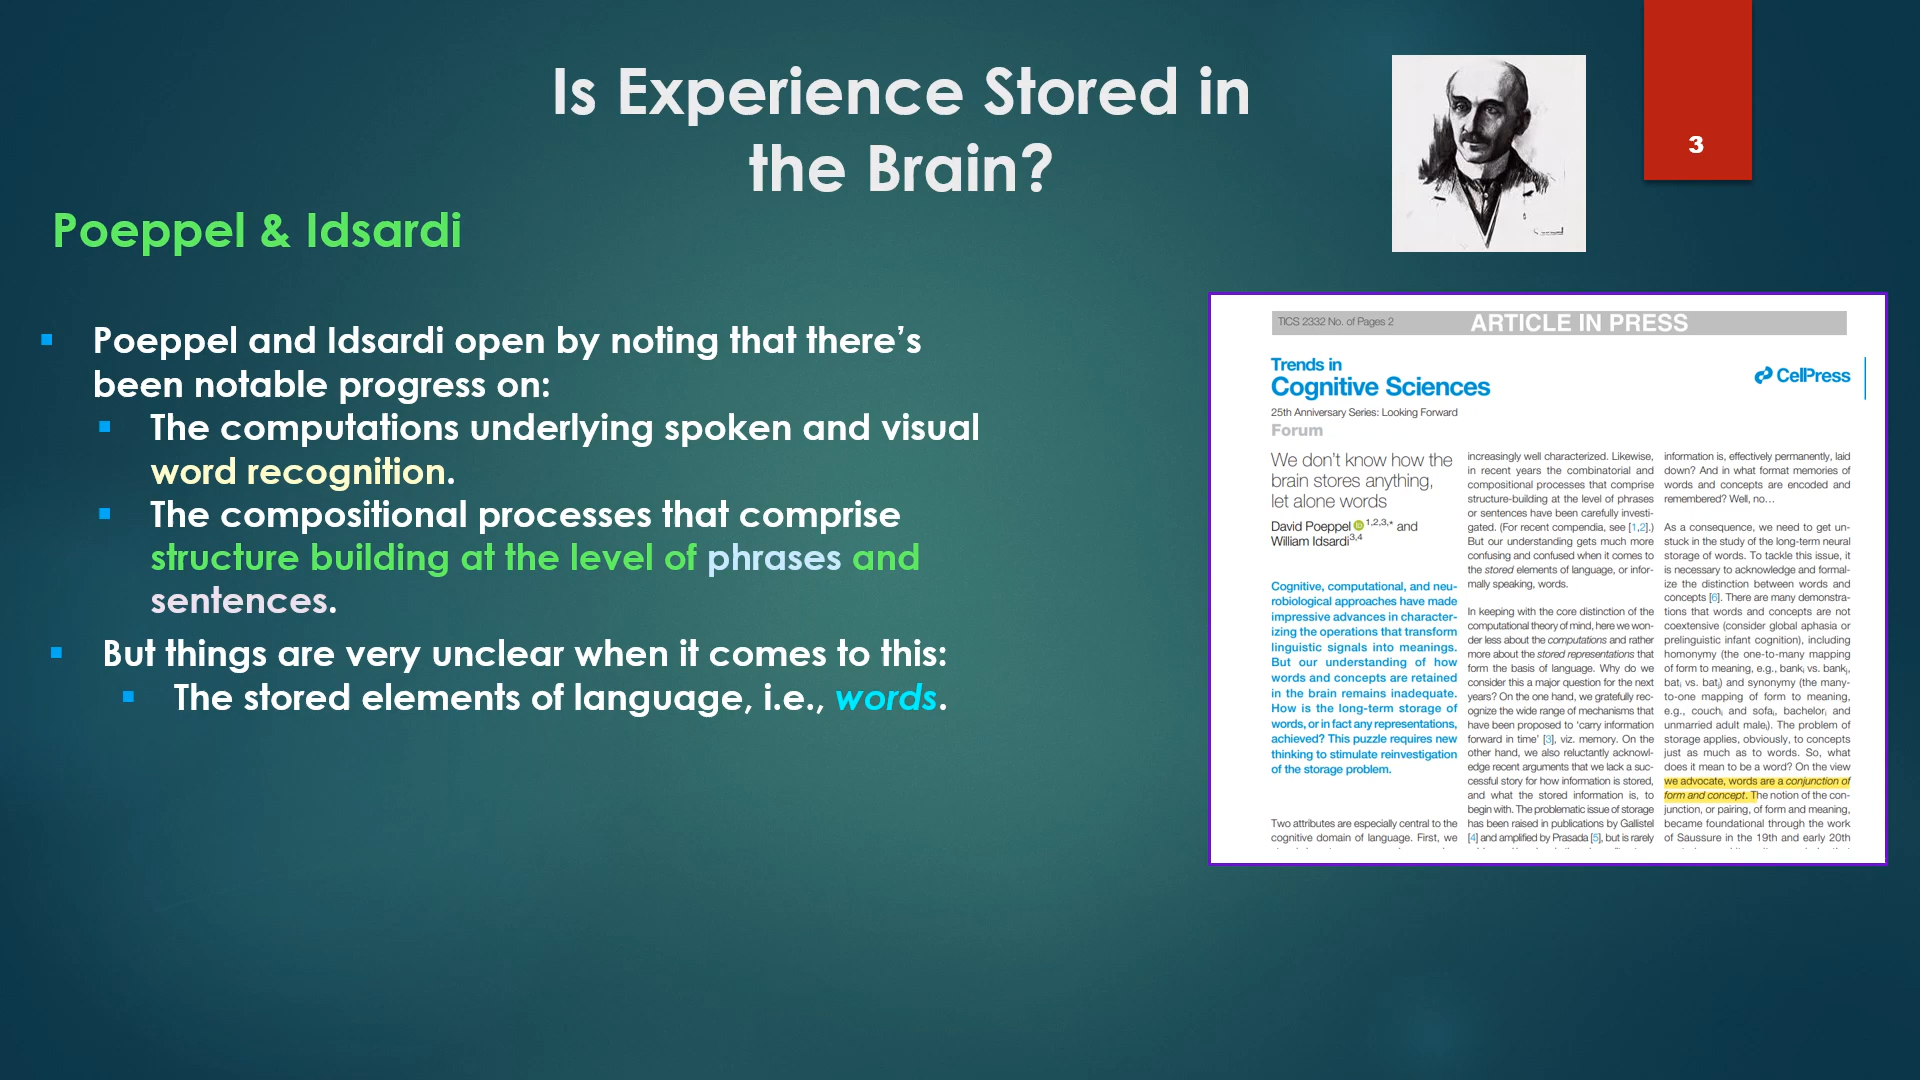 Is Experience Stored in
the Brain?
3
Poeppel & Idsardi
Poeppel and Idsardi open by noting that there’s
been notable progress on:
The computations underlying spoken and visual
word recognition.
The compositional processes that comprise
structure building at the level of phrases and
sentences.
But things are very unclear when it comes to this:
The stored elements of language, i.e., words.
TICS 2332 No. of Pages 2
ARTICLE IN PRESS
Trends in
Cognitive Sciences
CellPress
25th Anniversary Series: Looking Forward
Forum
We don’t know how the
brain stores anything,
let alone words
David Poeppel 1,2,3,* and
William Idsardi3,4
Cognitive, computational, and neu-
robiological approaches have made
impressive advances in character-
izing the operations that transform
linguistic signals into meanings.
But our understanding of how
words and concepts are retained
in the brain remains inadequate.
How is the long-term storage of
words, or in fact any representations,
achieved? This puzzle requires new
thinking to stimulate reinvestigation
of the storage problem.
Two attributes are especially central to the
cognitive domain of language. First, we
increasingly well characterized. Likewise,
in recent years the combinatorial and
compositional processes that comprise
structure-building at the level of phrases
or sentences have been carefully investi-
gated. (For recent compendia, see [1,2].)
But our understanding gets much more
confusing and confused when it comes to
the stored elements of language, or infor-
mally speaking, words.
In keeping with the core distinction of the
computational theory of mind, here we won-
der less about the computations and rather
more about the stored representations that
form the basis of language. Why do we
consider this a major question for the next
years? On the one hand, we gratefully rec-
ognize the wide range of mechanisms that
have been proposed to ‘carry information
forward in time’ [3], viz. memory. On the
other hand, we also reluctantly acknowl-
edge recent arguments that we lack a suc-
cessful story for how information is stored,
and what the stored information is, to
begin with. The problematic issue of storage
has been raised in publications by Gallistel
[4] and amplified by Prasada [5], but is rarely
information is, effectively permanently, laid
down? And in what format memories of
words and concepts are encoded and
remembered? Well, no…
As a consequence, we need to get un-
stuck in the study of the long-term neural
storage of words. To tackle this issue, it
is necessary to acknowledge and formal-
ize the distinction between words and
concepts [6]. There are many demonstra-
tions that words and concepts are not
coextensive (consider global aphasia or
prelinguistic infant cognition), including
homonymy (the one-to-many mapping
of form to meaning, e.g., banki vs. bankj,
bati vs. batj) and synonymy (the many-
to-one mapping of form to meaning,
e.g., couchi and sofai, bachelori and
unmarried adult malei). The problem of
storage applies, obviously, to concepts
just as much as to words. So, what
does it mean to be a word? On the view
we advocate, words are a conjunction of
form and concept. The notion of the con-
junction, or pairing, of form and meaning,
became foundational through the work
of Saussure in the 19th and early 20th